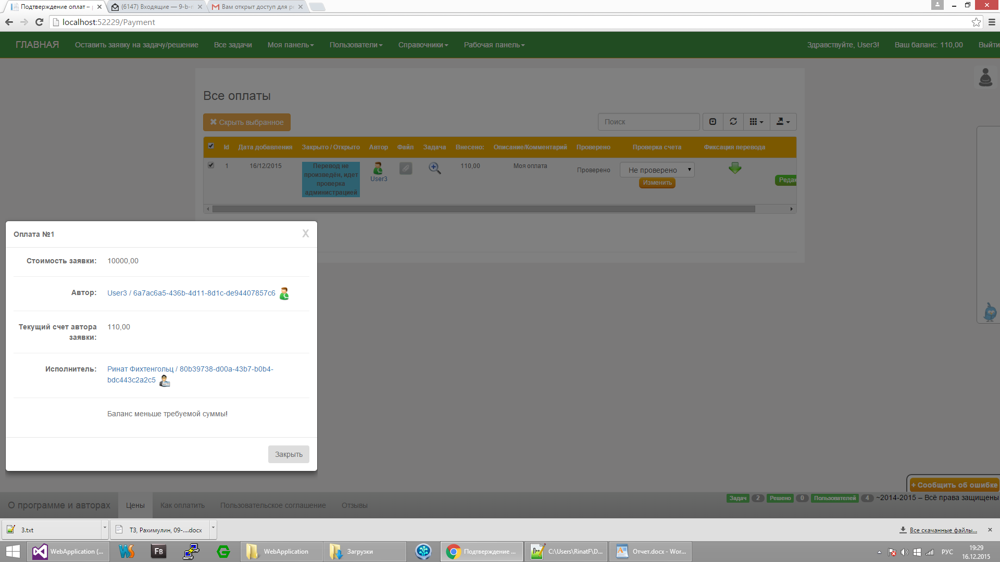 Подтверждение оплат –
(6147) Входящие — 9-b-r
Вам открыт доступ для ре
localhost:52229/Payment
ГЛАВНАЯ Оставить заявку на задачу/решение Все задачи Моя панель Пользователи Справочники Рабочая панель Здравствуйте, User3! Ваш баланс: 110,00 Выйти
Все оплаты
Скрыть выбранное
Поиск
Id Дата добавления Закрыто / Открыто Автор Файл Задача Внесено: Описание/Комментарий Проверено Проверка счета Фиксация перевода
1 16/12/2015 Перевод не 110,00 Моя оплата Проверено Не проверено
произведён, идет
проверка
администрацией
User3
Изменить
Редак
Оплата №1 X
Стоимость заявки: 10000,00
Автор: User3 / 6a7ac6a5-436b-4d11-8d1c-de94407857c6
Текущий счет автора 110,00
заявки:
Исполнитель: Ринат Фихтенгольц / 80b39738-d00a-43b7-b0b4-
bdc443c2a2c5
Баланс меньше требуемой суммы!
Закрыть
+ Сообщить об ошибке
О программе и авторах Цены Как оплатить Пользовательское соглашение Отзывы
Задач 2 Решено 0 Пользователей 4 ~2014-2015 – Всё права защищены
3.txt
ТЗ, Рахимулин, 09-....docx
Все скачанные файлы...
WebApplication (...
WS
FB
WebApplication
Загрузки
Подтверждение ...
C:\Users\RinatF\D...
Отчет.docx - Wor...
РУС
19:29
16.12.2015